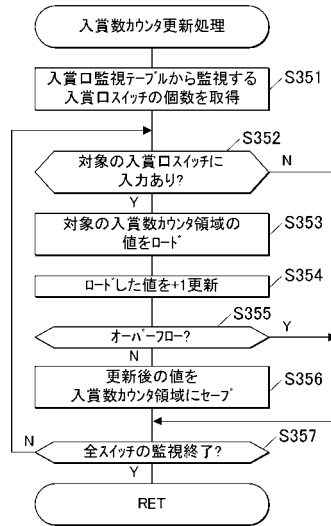 入賞数カウンタ更新処理
入賞口監視テーブルから監視する
入賞口スイッチの個数を取得
S351
対象の入賞口スイッチに
入力あり?
S352
N
Y
対象の入賞数カウンタ領域の
値をロード
S353
ロードした値を+1更新
S354
オーバーフロー?
S355
Y
N
更新後の値を
入賞数カウンタ領域にセーブ
S356
全スイッチの監視終了?
S357
N
Y
RET